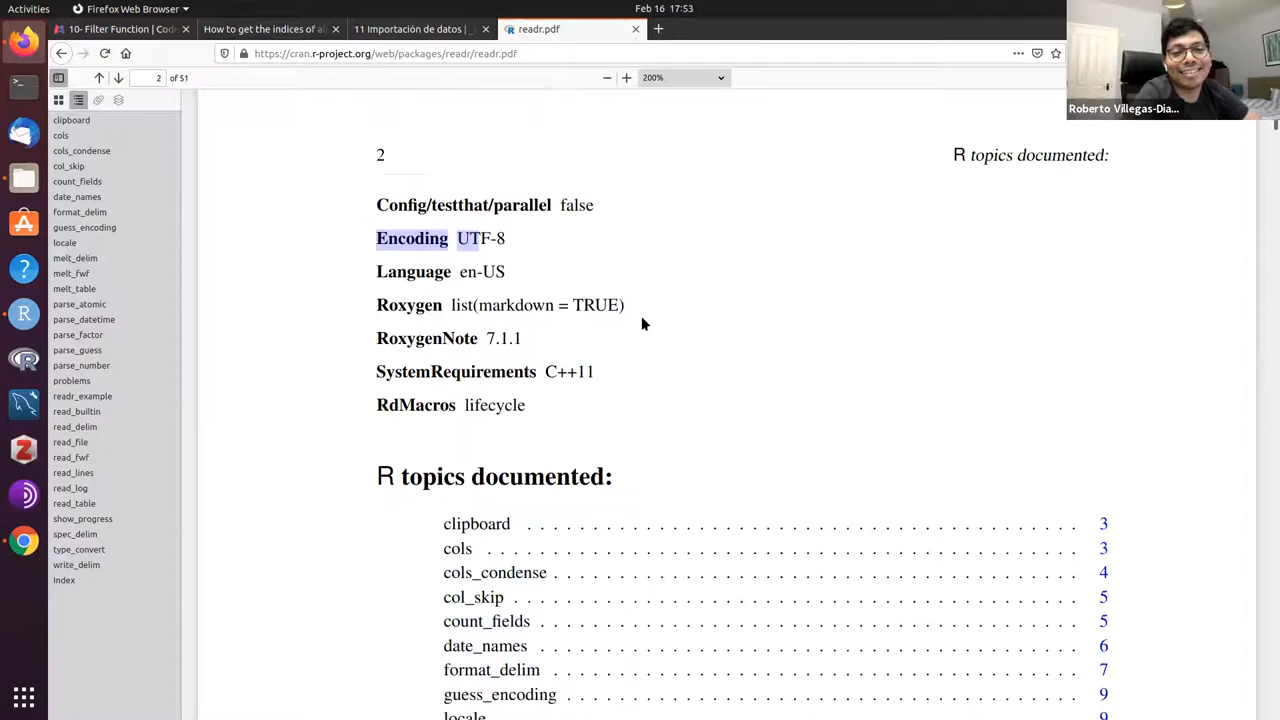 Activities
Firefox Web Browser
Feb 16 17:53
10- Filter Function | Cod
How to get the indices of al
11 Importación de datos | 
readr.pdf
https://cran.r-project.org/web/packages/readr/readr.pdf
2 of 51
200%
Roberto Villegas-Dia...
clipboard
cols
cols_condense
col_skip
count_fields
date_names
format_delim
guess_encoding
locale
melt_delim
melt_fwf
melt_table
parse_atomic
parse_datetime
parse_factor
parse_guess
parse_number
problems
readr_example
read_builtin
read_delim
read_file
read_fwf
read_lines
read_log
read_table
show_progress
spec_delim
type_convert
write_delim
Index
2 R topics documented:
Config/testthat/parallel false
Encoding UTF-8
Language en-US
Roxygen list(markdown = TRUE)
RoxygenNote 7.1.1
SystemRequirements C++11
RdMacros lifecycle
R topics documented:
clipboard . . . . . . . . . . . . . . . . . . . . . . . . . . . . . . . . . . . . . . . . . . 3
cols . . . . . . . . . . . . . . . . . . . . . . . . . . . . . . . . . . . . . . . . . . . . . 3
cols_condense . . . . . . . . . . . . . . . . . . . . . . . . . . . . . . . . . . . . . . . 4
col_skip . . . . . . . . . . . . . . . . . . . . . . . . . . . . . . . . . . . . . . . . . . . 5
count_fields . . . . . . . . . . . . . . . . . . . . . . . . . . . . . . . . . . . . . . . . . 5
date_names . . . . . . . . . . . . . . . . . . . . . . . . . . . . . . . . . . . . . . . . . 6
format_delim . . . . . . . . . . . . . . . . . . . . . . . . . . . . . . . . . . . . . . . . 7
guess_encoding . . . . . . . . . . . . . . . . . . . . . . . . . . . . . . . . . . . . . . 9
locale . . . . . . . . . . . . . . . . . . . . . . . . . . . . . . . . . . . . . . . . . . . . 9